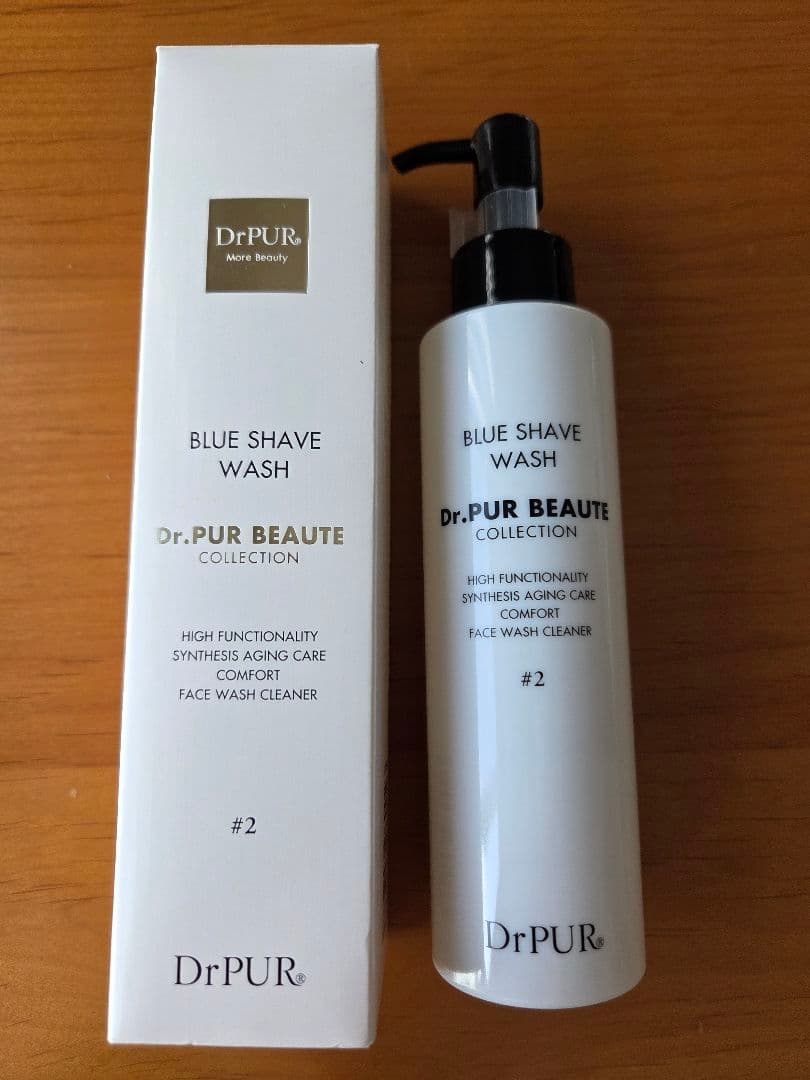 DrPUR®
More Beauty
BLUE SHAVE
WASH
Dr.PUR BEAUTE
COLLECTION
HIGH FUNCTIONALITY
SYNTHESIS AGING CARE
COMFORT
FACE WASH CLEANER
#2
DrPUR®
BLUE SHAVE
WASH
Dr.PUR BEAUTE
COLLECTION
HIGH FUNCTIONALITY
SYNTHESIS AGING CARE
COMFORT
FACE WASH CLEANER
#2
DrPUR®